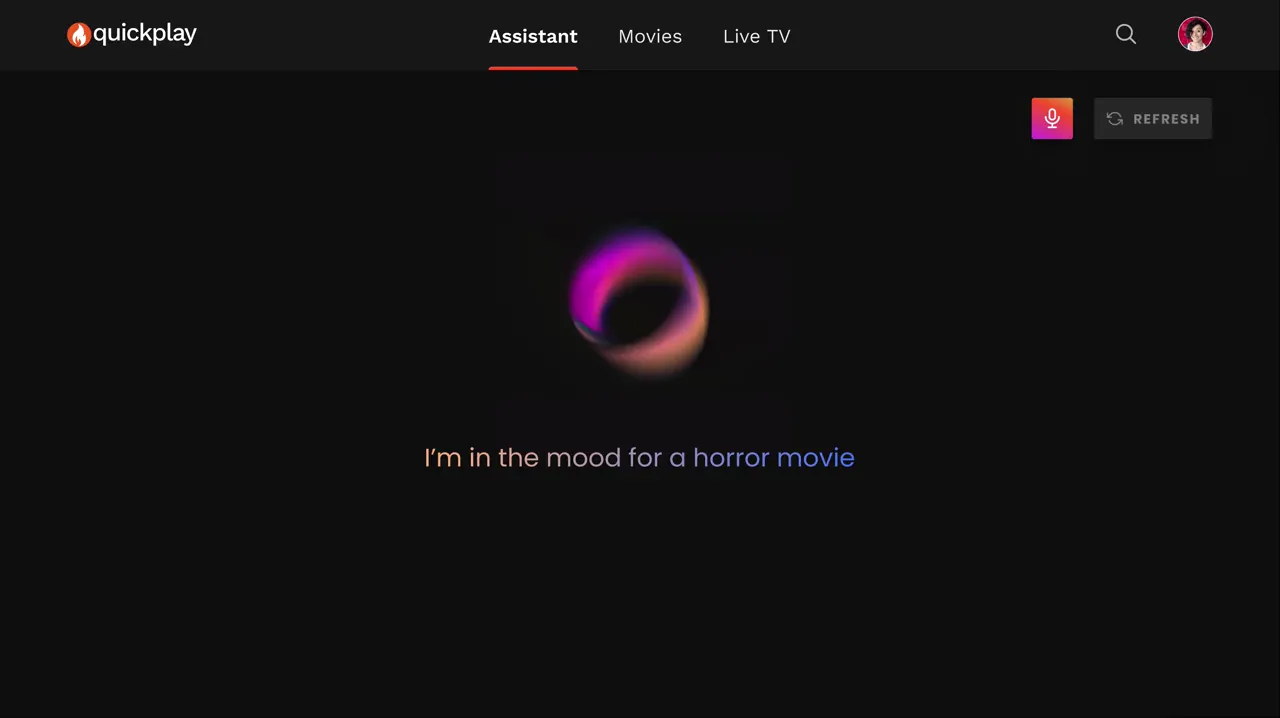 quickplay
Assistant
Movies
Live TV
REFRESH
I’m in the mood for a horror movie